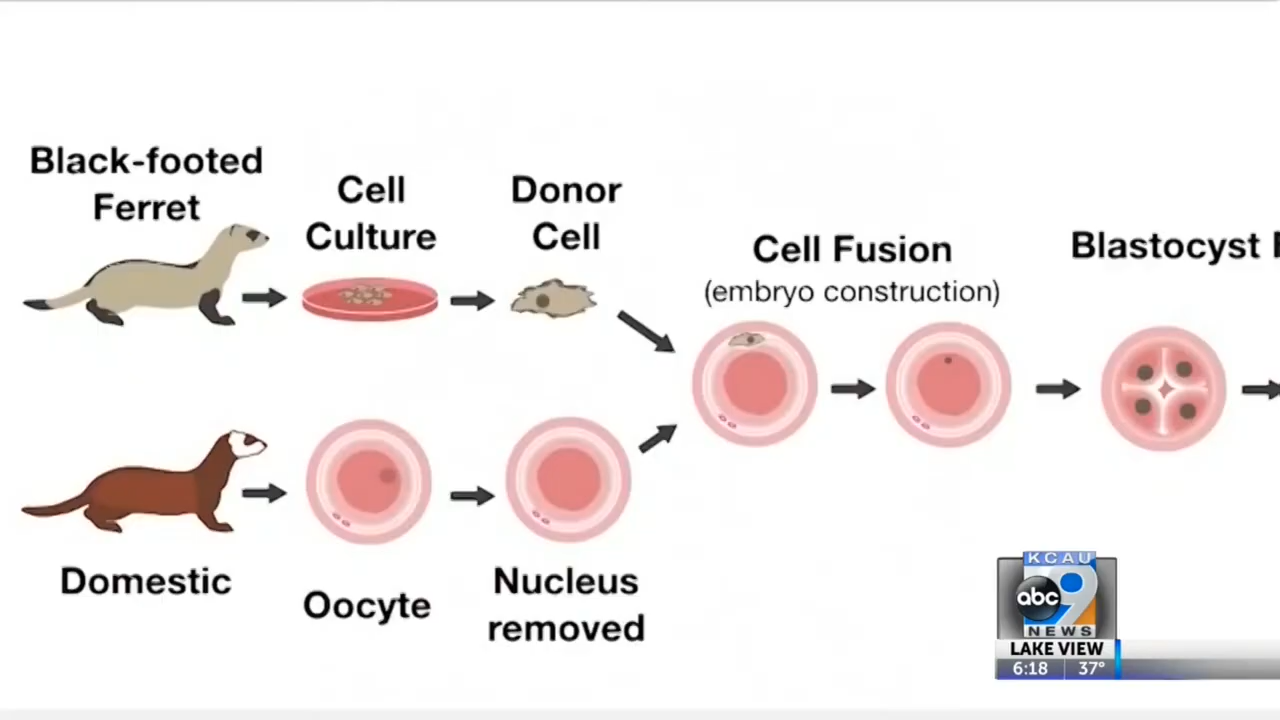 Black-footed
Ferret
Cell
Culture
Donor
Cell
Cell Fusion
(embryo construction)
Blastocyst
Domestic
Oocyte
Nucleus
removed
KCAU
abc 9
NEWS
LAKE VIEW
6:18 37°